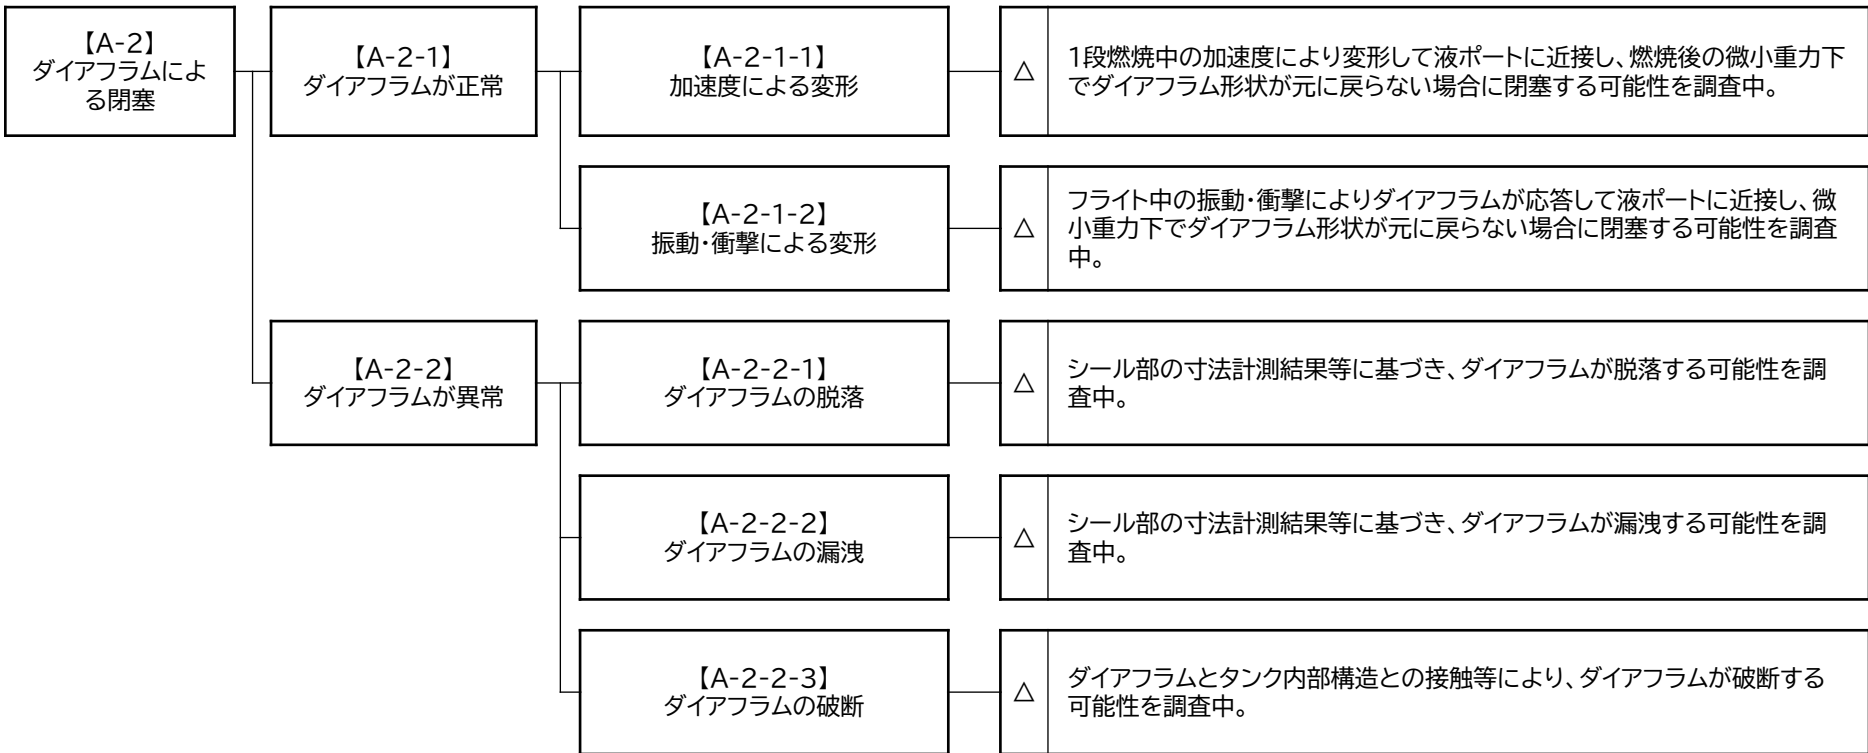 【A-2】
ダイアフラムによ
る閉塞
【A-2-1】
ダイアフラムが正常
【A-2-1-1】
加速度による変形
△
1段燃焼中の加速度により変形して液ポートに近接し、燃焼後の微小重力下
でダイアフラム形状が元に戻らない場合に閉塞する可能性を調査中。
【A-2-1-2】
振動・衝撃による変形
△
フライト中の振動・衝撃によりダイアフラムが応答して液ポートに近接し、微
小重力下でダイアフラム形状が元に戻らない場合に閉塞する可能性を調査
中。
【A-2-2】
ダイアフラムが異常
【A-2-2-1】
ダイアフラムの脱落
△
シール部の寸法計測結果等に基づき、ダイアフラムが脱落する可能性を調
査中。
【A-2-2-2】
ダイアフラムの漏洩
△
シール部の寸法計測結果等に基づき、ダイアフラムが漏洩する可能性を調
査中。
【A-2-2-3】
ダイアフラムの破断
△
ダイアフラムとタンク内部構造との接触等により、ダイアフラムが破断する
可能性を調査中。